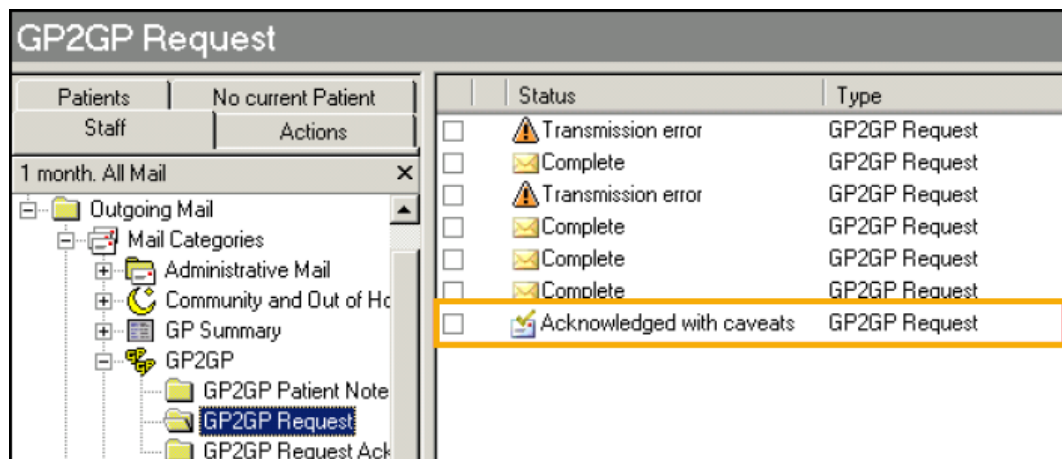 GP2GP Request
Patients No current Patient
Staff Actions
1 month. All Mail
Outgoing Mail
Mail Categories
Administrative Mail
Community and Out of Ho
GP Summary
GP2GP
GP2GP Patient Note
GP2GP Request
GP2GP Request Ack
Status Type
Transmission error GP2GP Request
Complete GP2GP Request
Transmission error GP2GP Request
Complete GP2GP Request
Complete GP2GP Request
Complete GP2GP Request
Acknowledged with caveats GP2GP Request